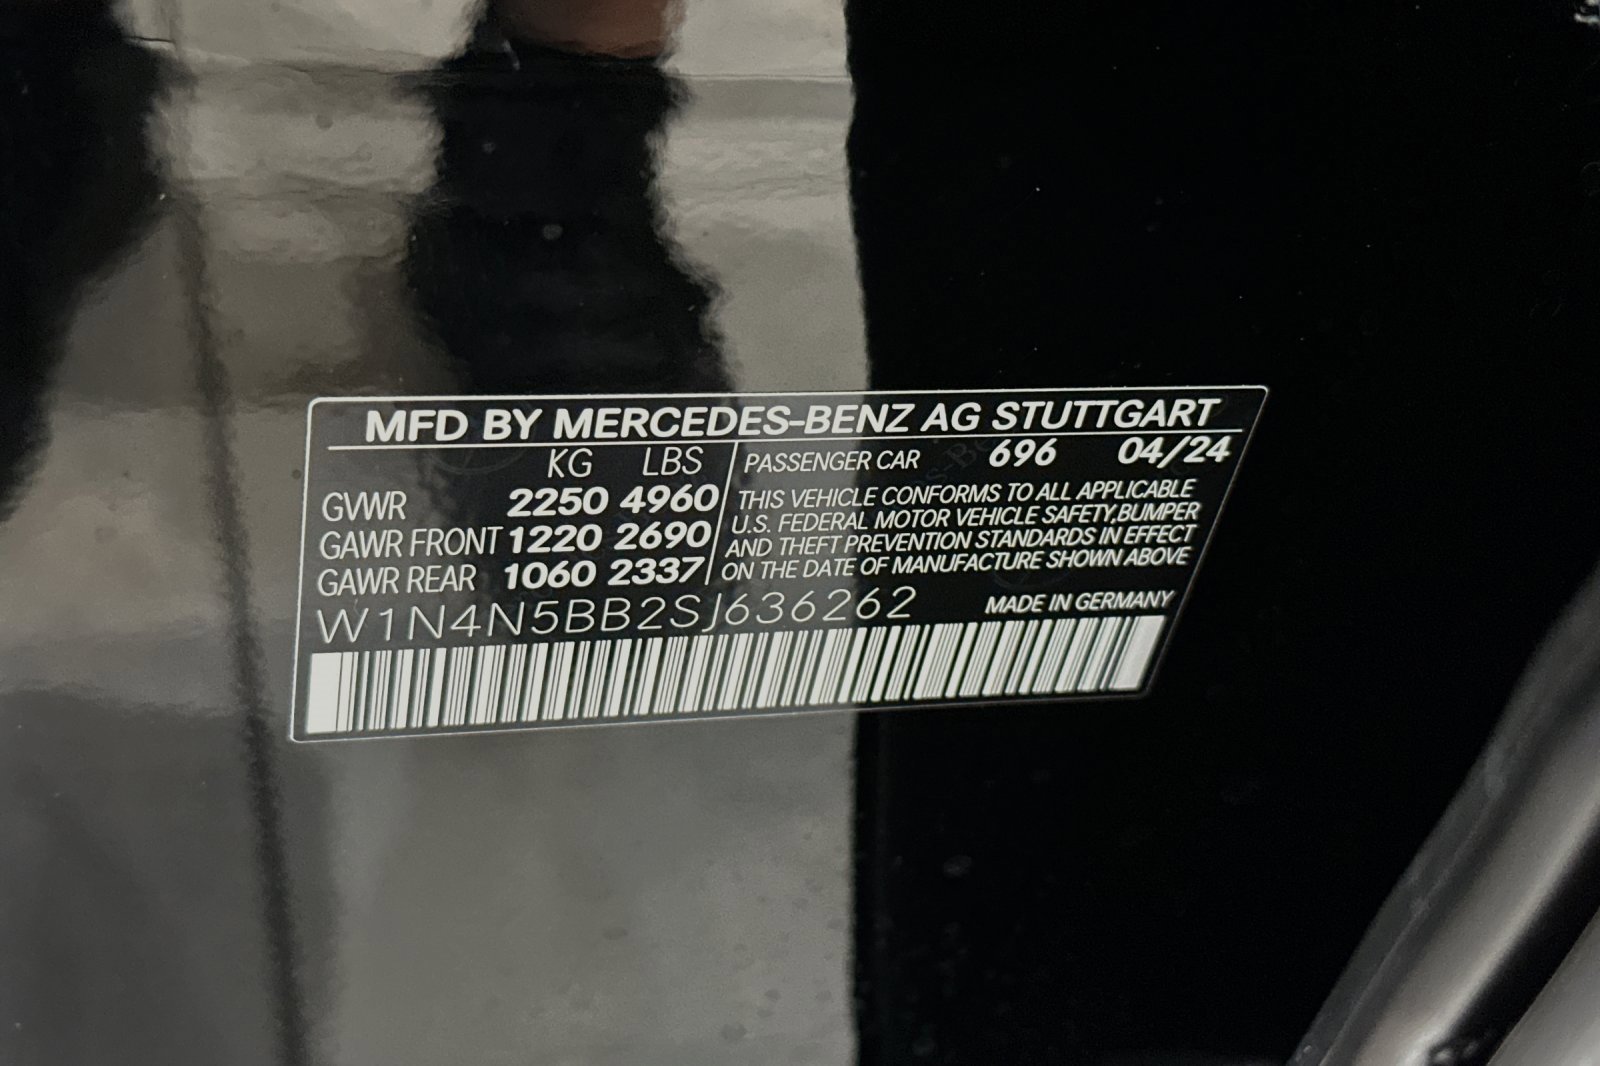 MFD BY MERCEDES-BENZ AG STUTTGART
KG LBS
GVWR 2250 4960
GAWR FRONT 1220 2690
GAWR REAR 1060 2337
PASSENGER CAR 696 04/24
THIS VEHICLE CONFORMS TO ALL APPLICABLE
U.S. FEDERAL MOTOR VEHICLE SAFETY,BUMPER
AND THEFT PREVENTION STANDARDS IN EFFECT
ON THE DATE OF MANUFACTURE SHOWN ABOVE
W1N4N5BB2SJ636262
MADE IN GERMANY